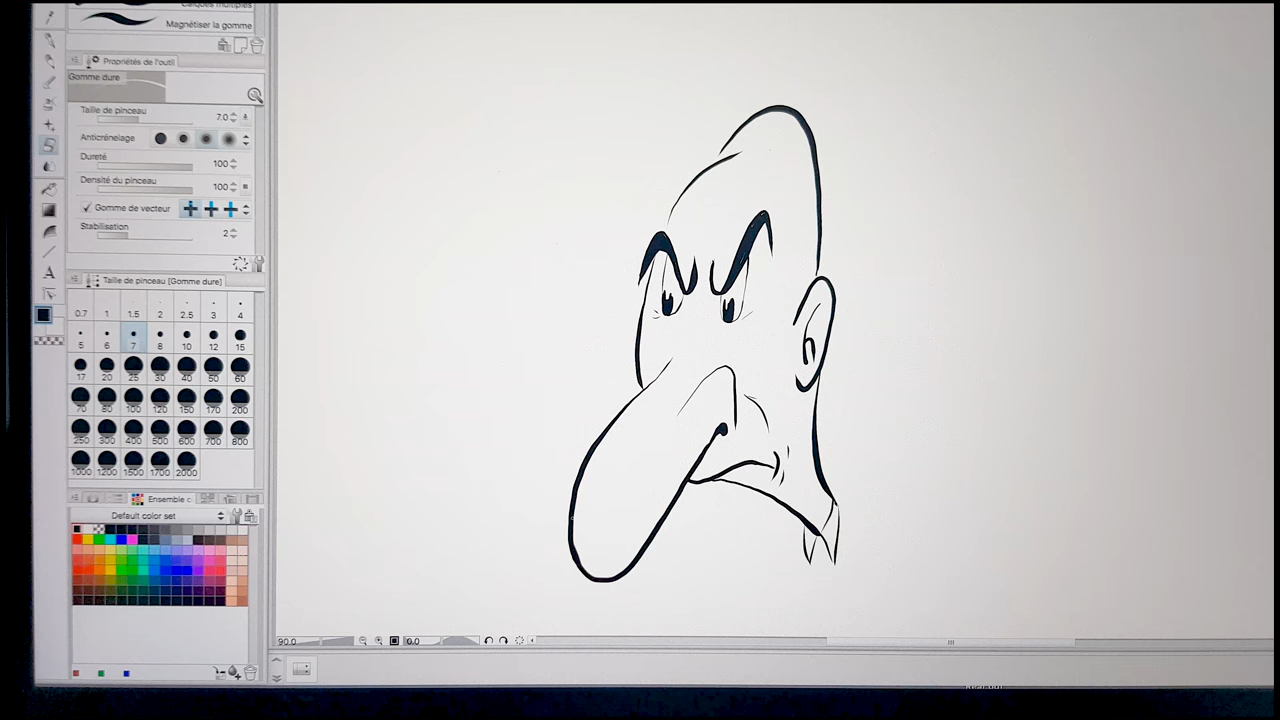 Calques multiples
Magnétiser la gomme
Propriétés de l'outil
Gomme dure
Taille de pinceau 7.0
Anticrénelage
Dureté 100
Densité du pinceau 100
Gomme de vecteur
Stabilisation 2
Taille de pinceau [Gomme dure]
0.7 1 1.5 2 2.5 3 4
5 6 7 8 10 12 15
17 20 25 30 40 50 60
70 80 100 120 150 170 200
250 300 400 500 600 700 800
1000 1200 1500 1700 2000
Ensemble c
Default color set
90.0 0.0